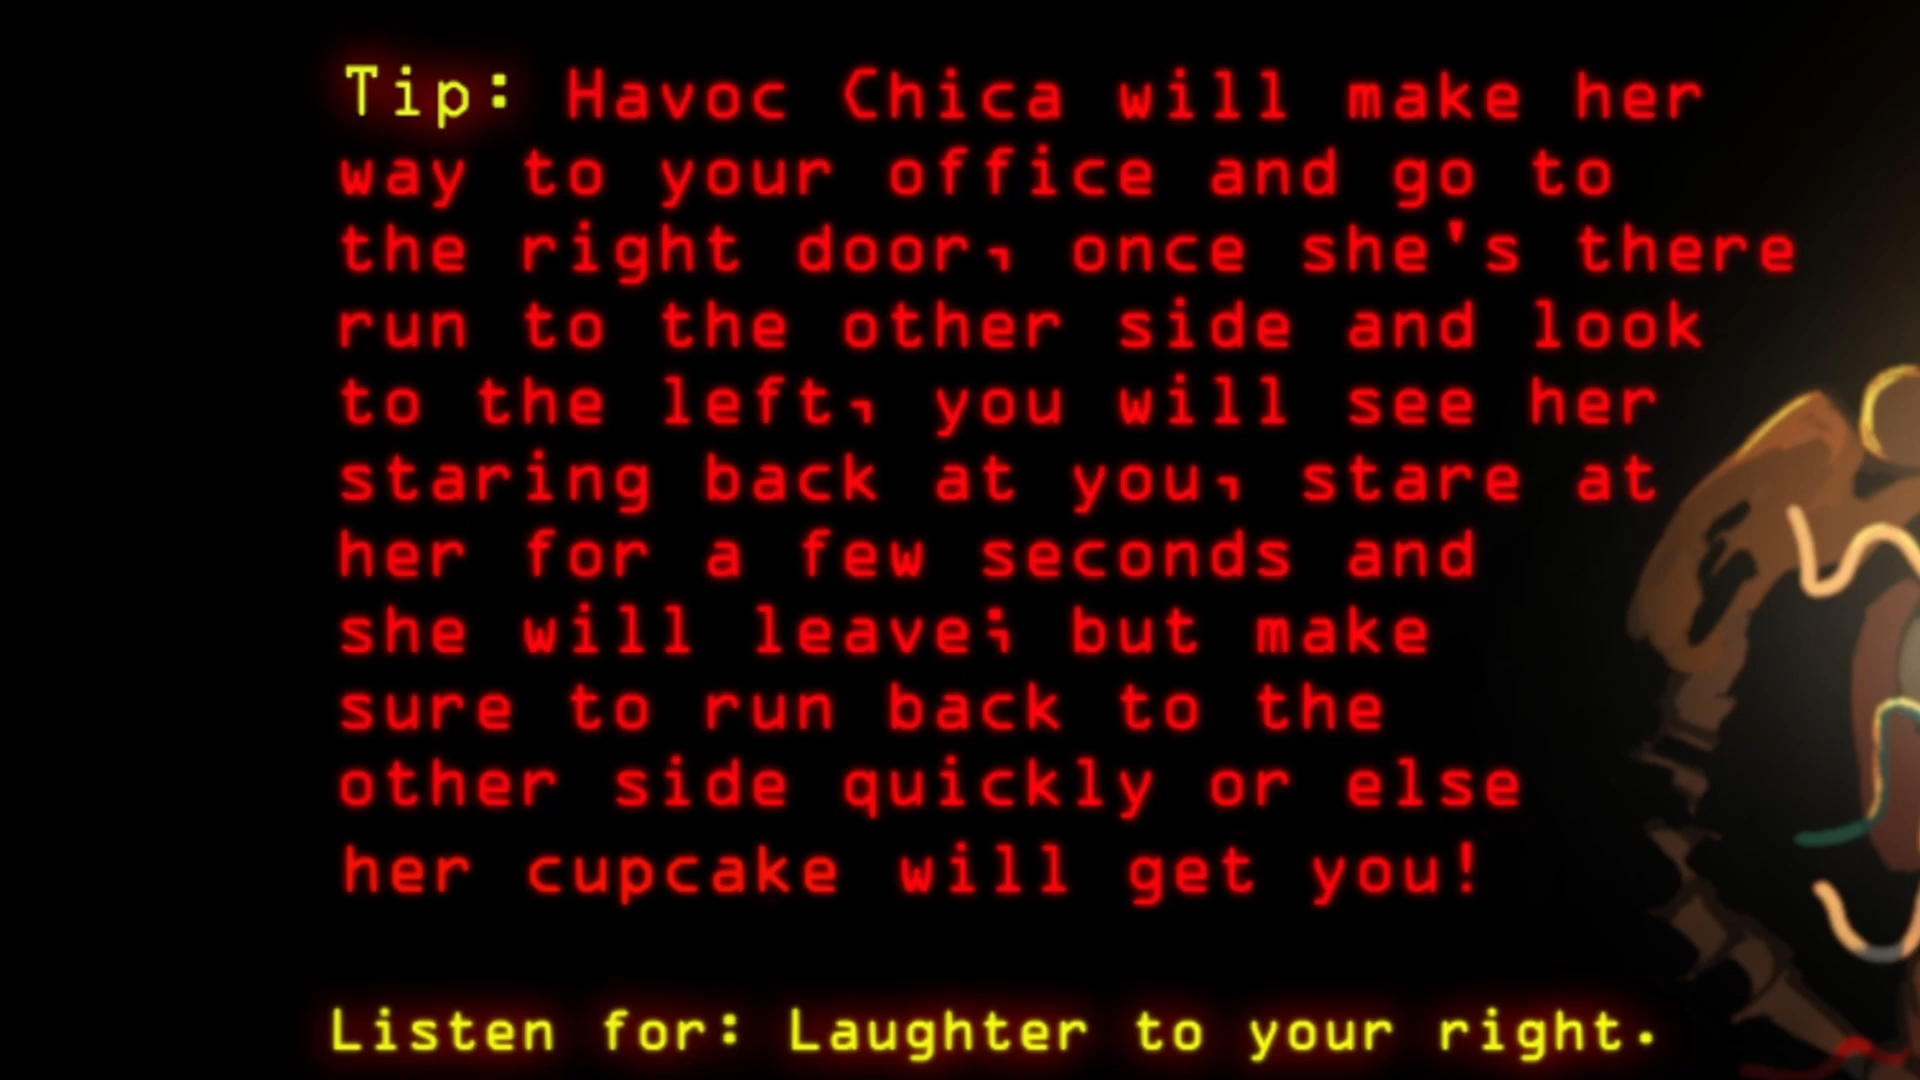 Tip: Havoc Chica will make her
way to your office and go to
the right door, once she's there
run to the other side and look
to the left, you will see her
staring back at you, stare at
her for a few seconds and
she will leave; but make
sure to run back to the
other side quickly or else
her cupcake will get you!
Listen for: Laughter to your right.